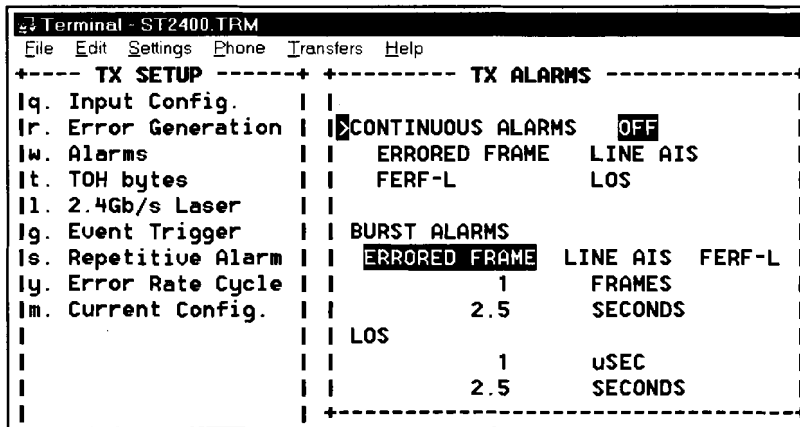 Terminal - ST2400.TRM
File Edit Settings Phone Transfers Help
+---- TX SETUP ------+ +--------- TX ALARMS -------------+
|q. Input Config. | |
|r. Error Generation | |>CONTINUOUS ALARMS OFF
|w. Alarms | | ERRORED FRAME LINE AIS |
|t. TOH bytes | | FERF-L LOS |
|l. 2.4Gb/s Laser | |
|g. Event Trigger | | BURST ALARMS
|s. Repetitive Alarm | | ERRORED FRAME LINE AIS FERF-L |
|y. Error Rate Cycle | | 1 FRAMES |
|m. Current Config. | | 2.5 SECONDS |
| | | LOS
| | | 1 uSEC |
| | | 2.5 SECONDS |
| | +----------------------------------+